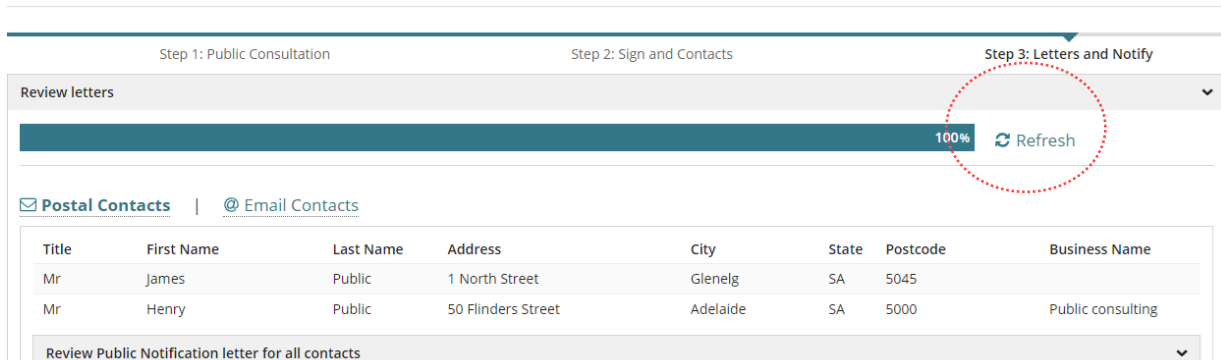 Step 1: Public Consultation Step 2: Sign and Contacts Step 3: Letters and Notify
Review letters
100% Refresh
Postal Contacts | @ Email Contacts
Title First Name Last Name Address City State Postcode Business Name
Mr James Public 1 North Street Glenelg SA 5045
Mr Henry Public 50 Flinders Street Adelaide SA 5000 Public consulting
Review Public Notification letter for all contacts